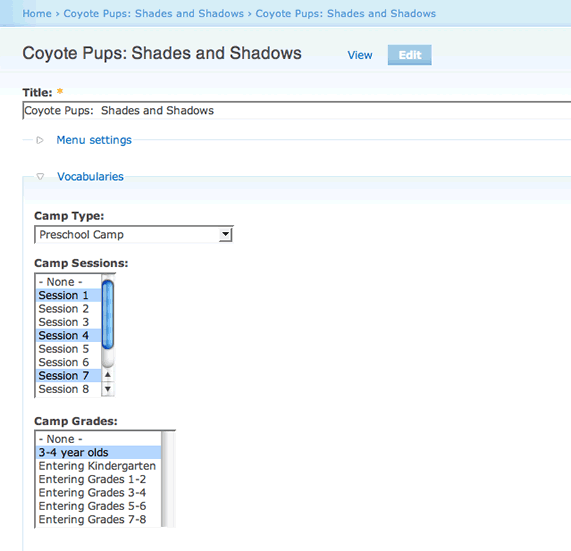 Home › Coyote Pups: Shades and Shadows › Coyote Pups: Shades and Shadows
Coyote Pups: Shades and Shadows View Edit
Title: *
Coyote Pups:  Shades and Shadows
Menu settings
Vocabularies
Camp Type:
Preschool Camp
Camp Sessions:
- None -
Session 1
Session 2
Session 3
Session 4
Session 5
Session 6
Session 7
Session 8
Camp Grades:
- None -
3-4 year olds
Entering Kindergarten
Entering Grades 1-2
Entering Grades 3-4
Entering Grades 5-6
Entering Grades 7-8